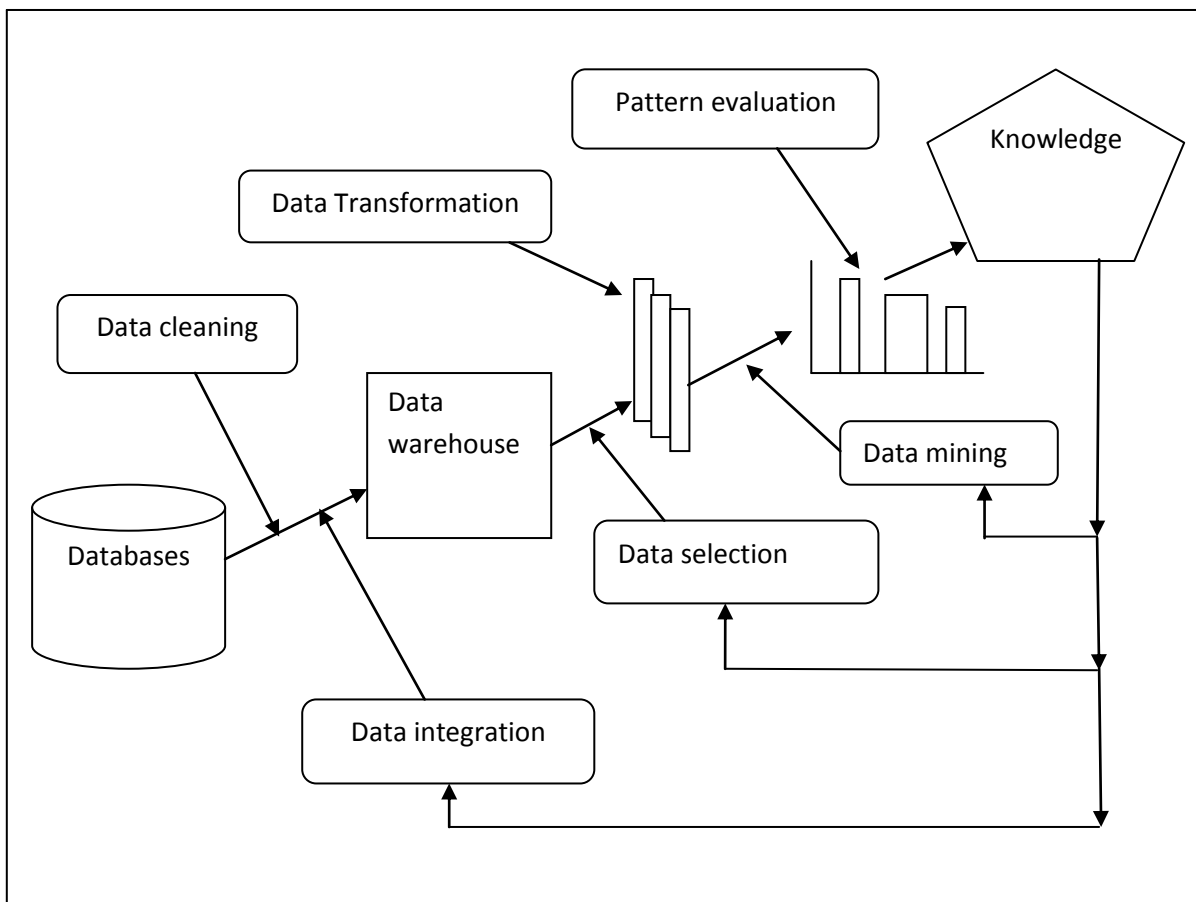 Pattern evaluation
Knowledge
Data Transformation
Data cleaning
Data
warehouse
Data mining
Databases
Data selection
Data integration